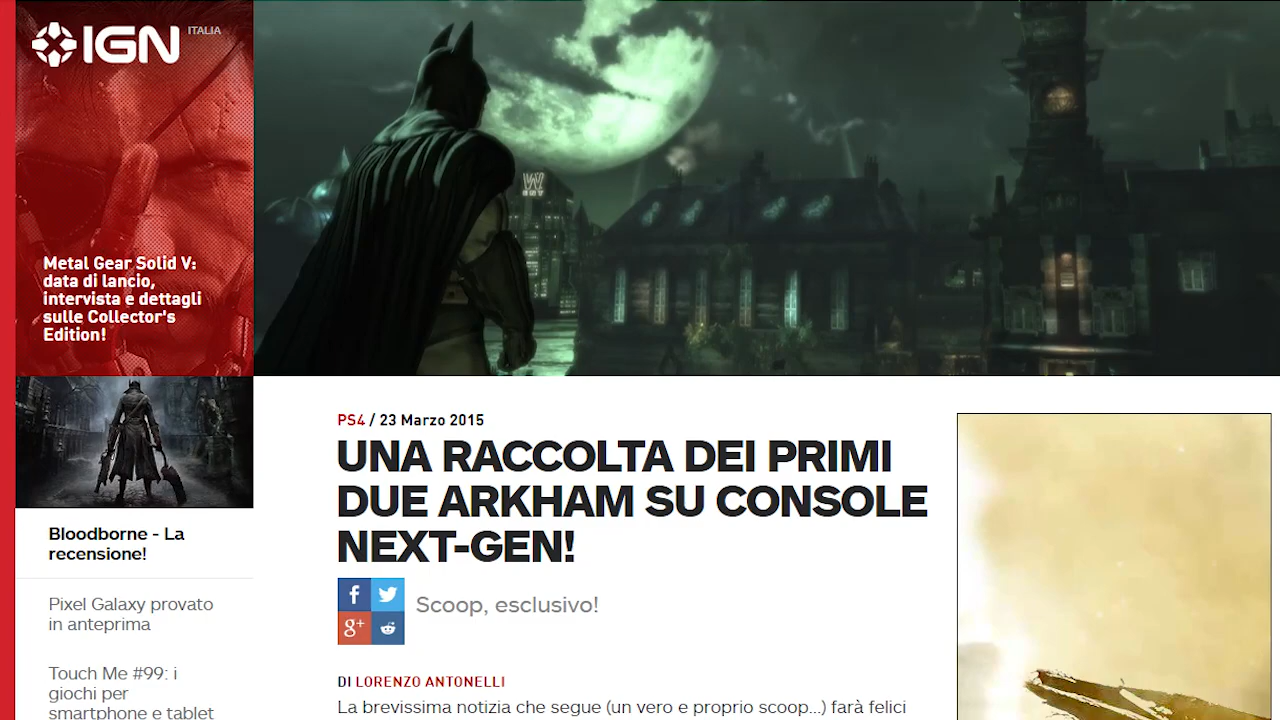 IGN ITALIA
Metal Gear Solid V:
data di lancio,
intervista e dettagli
sulle Collector's
Edition!
Bloodborne - La
recensione!
Pixel Galaxy provato
in anteprima
Touch Me #99: i
giochi per
smartphone e tablet
W
PS4 / 23 Marzo 2015
UNA RACCOLTA DEI PRIMI
DUE ARKHAM SU CONSOLE
NEXT-GEN!
f
g+
Scoop, esclusivo!
DI LORENZO ANTONELLI
La brevissima notizia che segue (un vero e proprio scoop...) farà felici